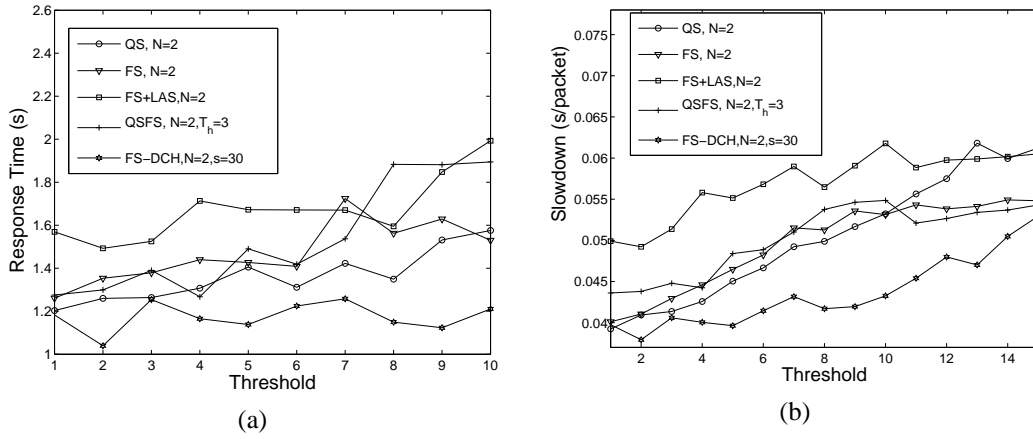 2.6
2.4
2.2
2
1.8
1.6
1.4
1.2
1
Response Time (s)
QS, N=2
FS, N=2
FS+LAS,N=2
QSFS, N=2,T_h=3
FS−DCH,N=2,s=30
1 2 3 4 5 6 7 8 9 10
Threshold
(a)
0.075
0.07
0.065
0.06
0.055
0.05
0.045
0.04
Slowdown (s/packet)
QS, N=2
FS, N=2
FS+LAS,N=2
QSFS, N=2,T_h=3
FS−DCH,N=2,s=30
2 4 6 8 10 12 14
Threshold
(b)